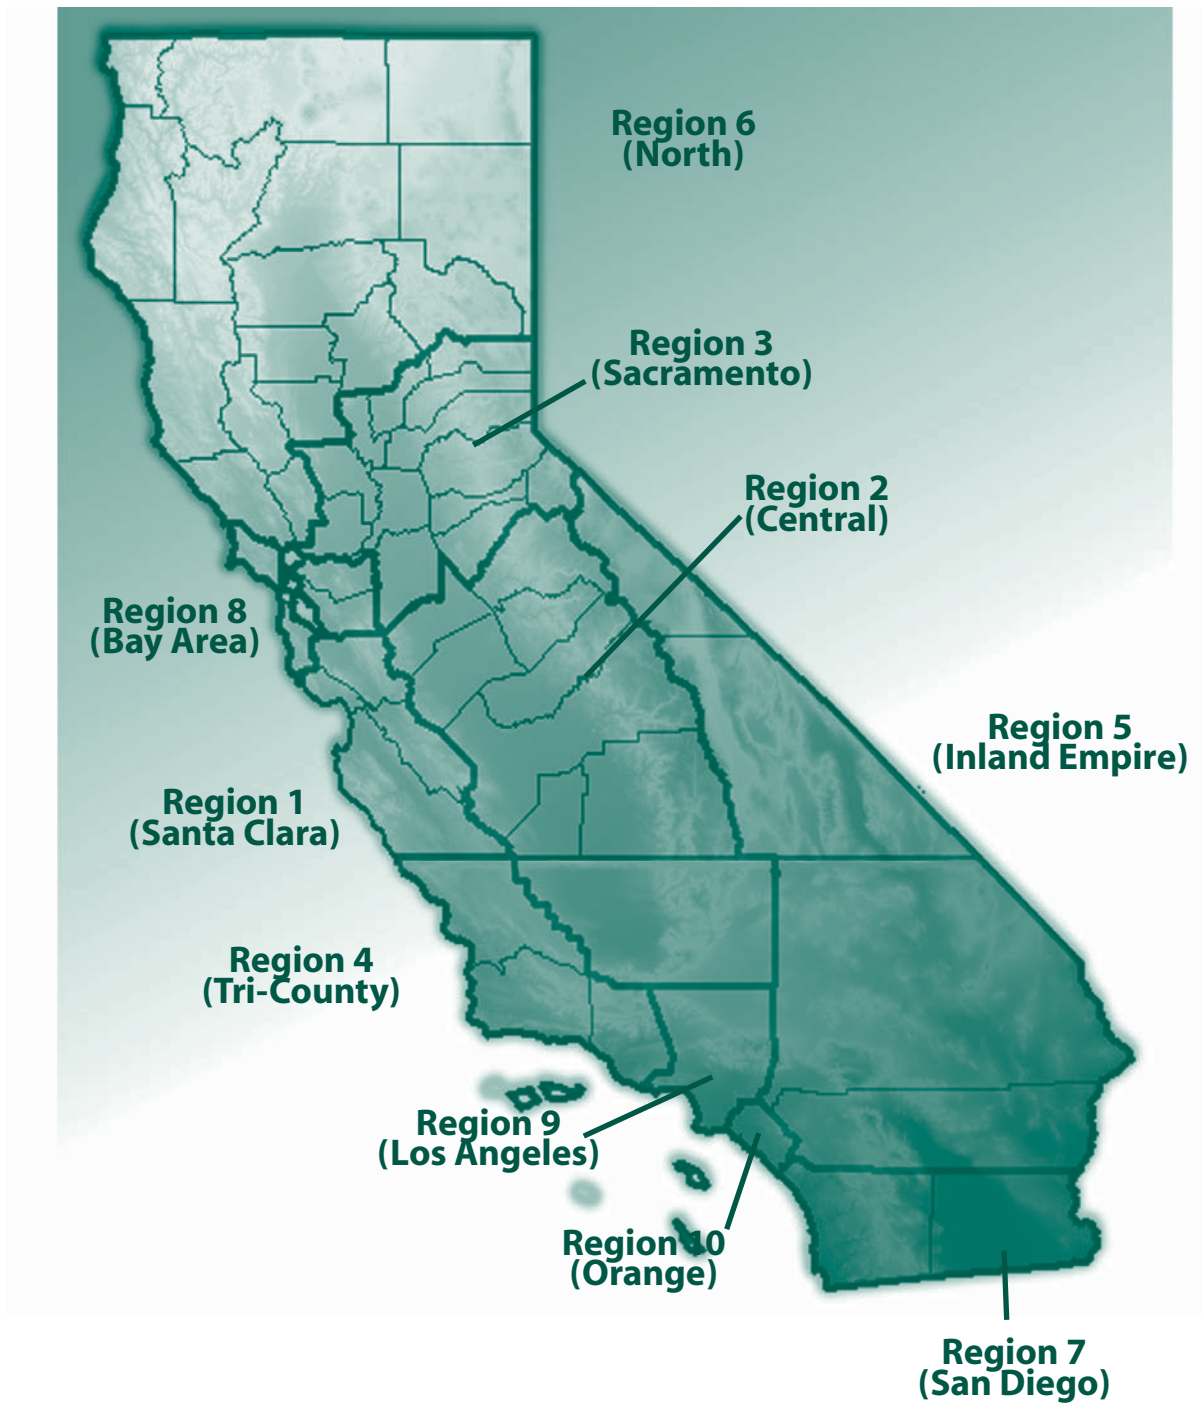 Region 6
(North)
Region 3
(Sacramento)
Region 2
(Central)
Region 8
(Bay Area)
Region 5
(Inland Empire)
Region 1
(Santa Clara)
Region 4
(Tri-County)
Region 9
(Los Angeles)
Region 10
(Orange)
Region 7
(San Diego)